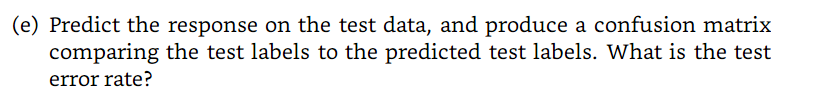 (e) Predict the response on the test data, and produce a confusion matrix
comparing the test labels to the predicted test labels. What is the test
error rate?